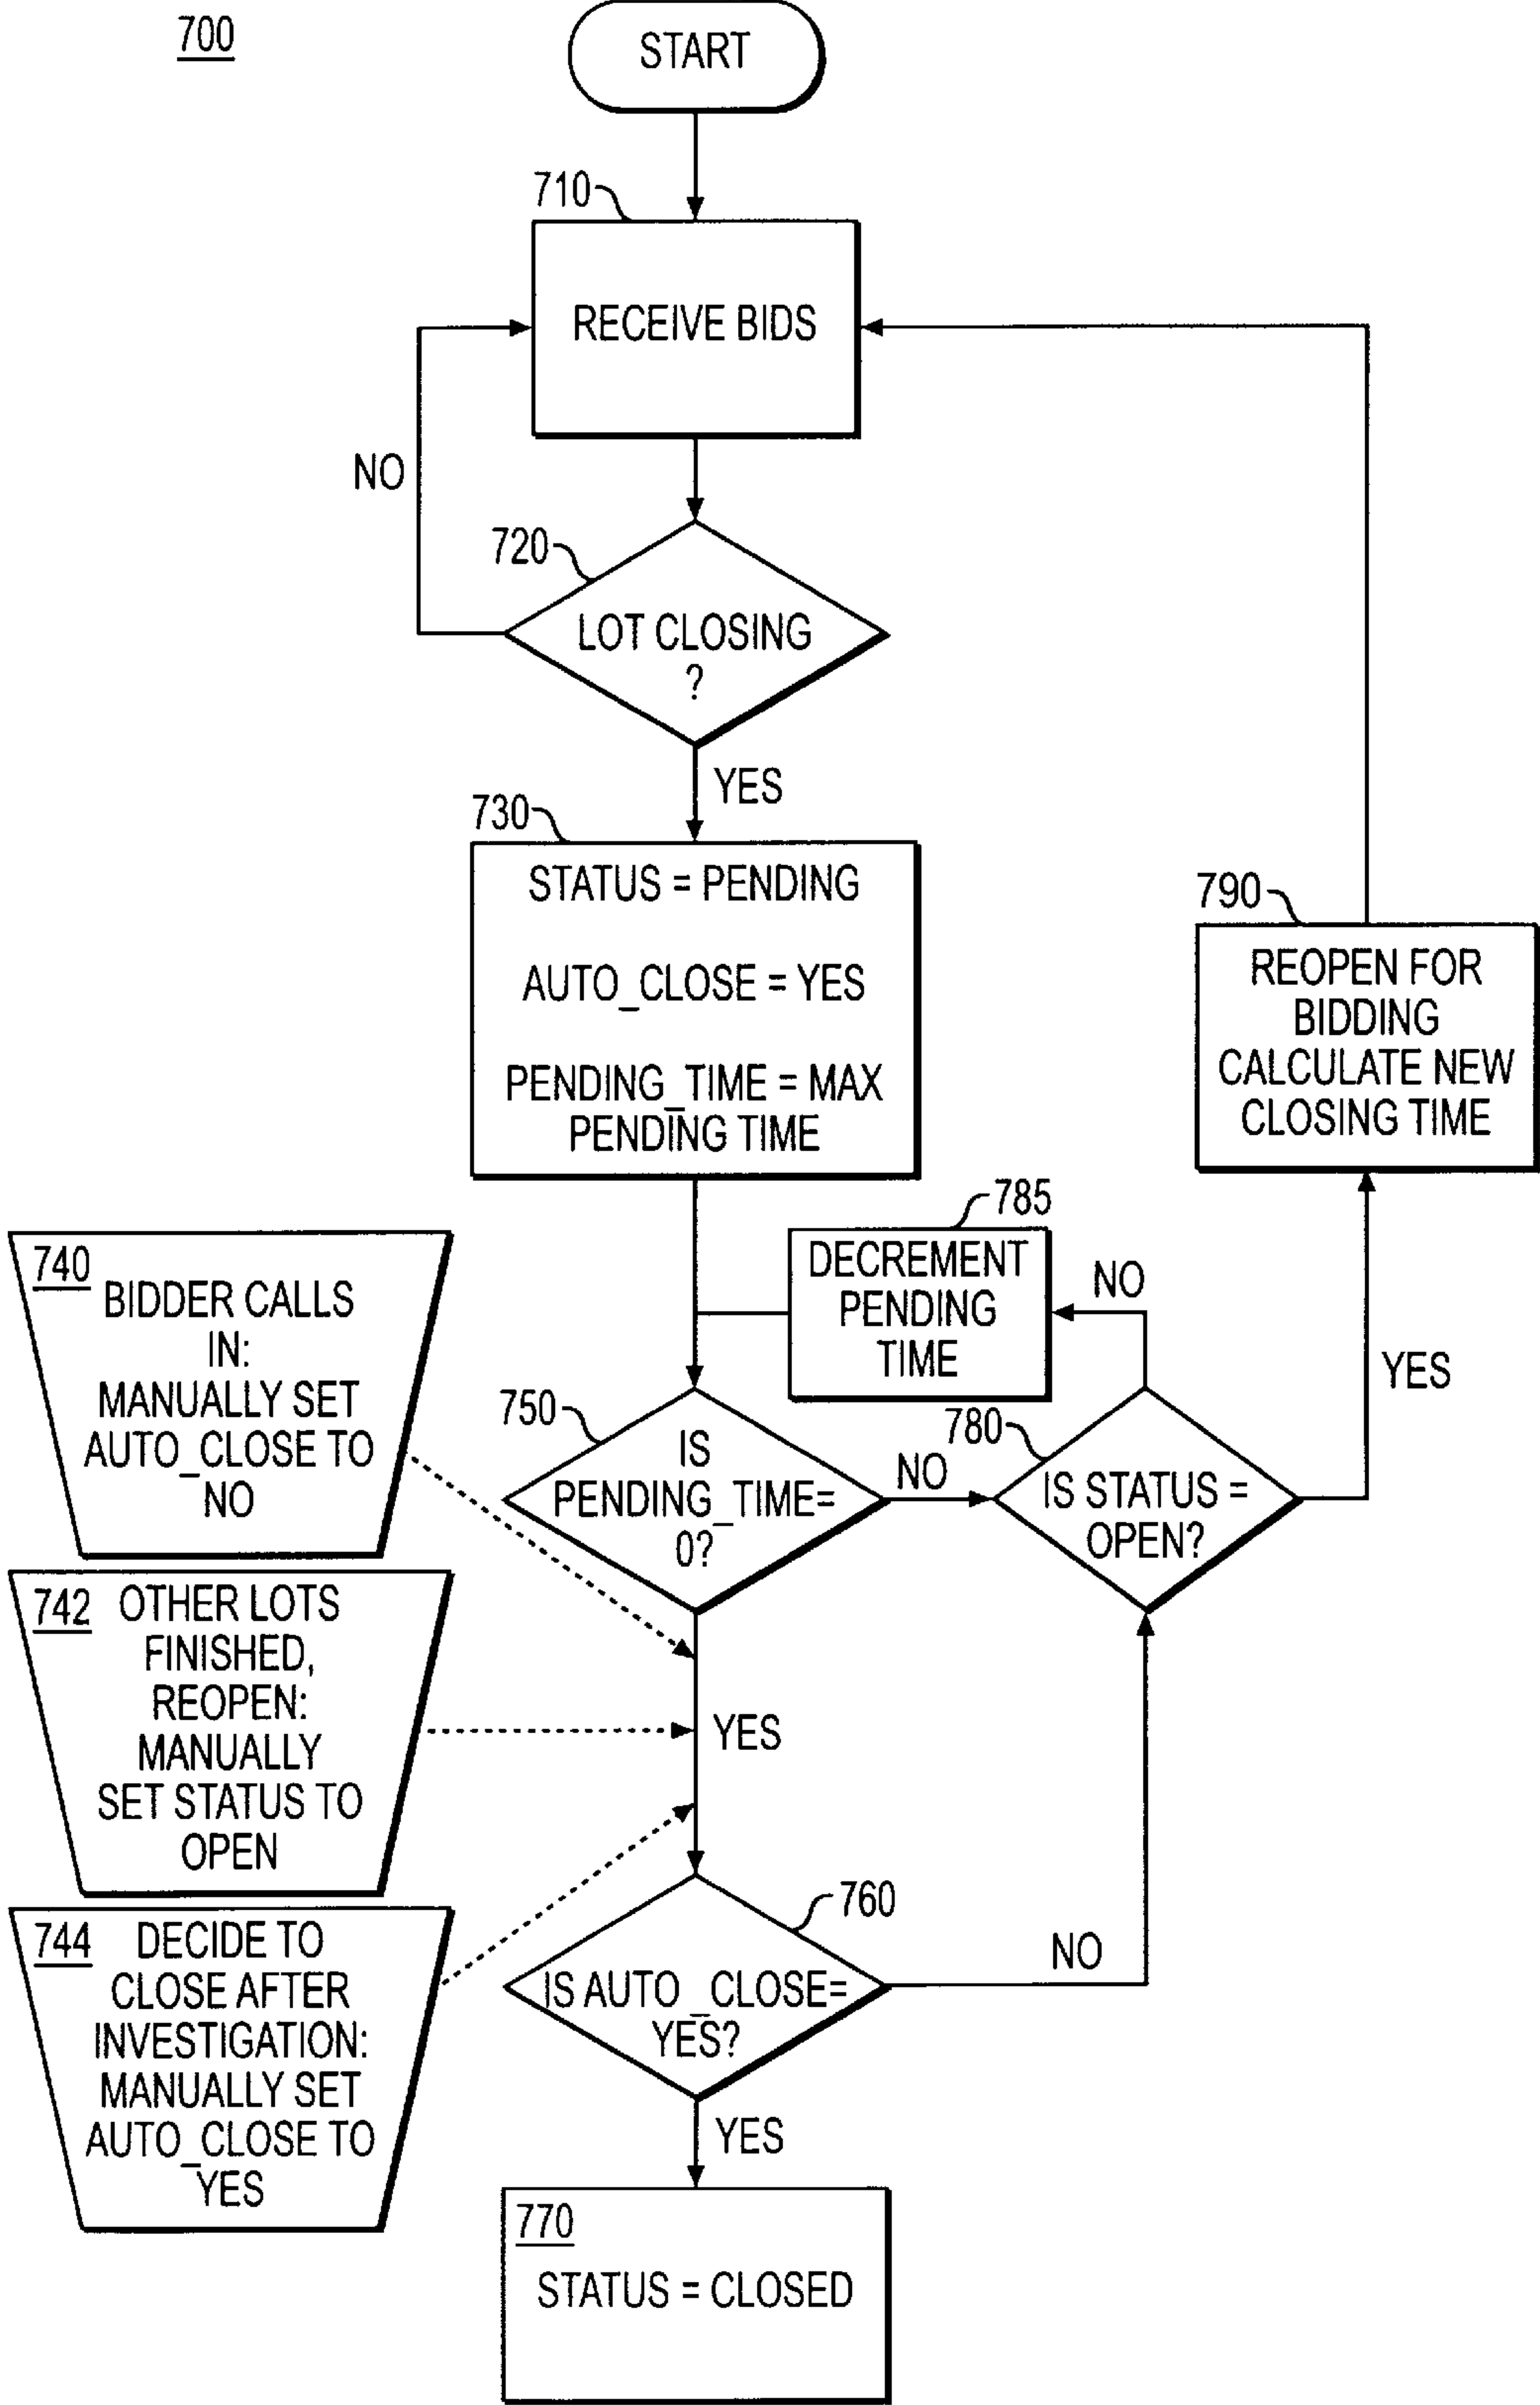 700
START
710
RECEIVE BIDS
NO
720
LOT CLOSING
?
YES
730
STATUS = PENDING
AUTO_CLOSE = YES
PENDING_TIME = MAX
PENDING TIME
790
REOPEN FOR
BIDDING
CALCULATE NEW
CLOSING TIME
785
DECREMENT
PENDING
TIME
NO
YES
740
BIDDER CALLS
IN:
MANUALLY SET
AUTO_CLOSE TO
NO
750
IS
PENDING_TIME=
0?
NO
780
IS STATUS =
OPEN?
742
OTHER LOTS
FINISHED,
REOPEN:
MANUALLY
SET STATUS TO
OPEN
YES
744
DECIDE TO
CLOSE AFTER
INVESTIGATION:
MANUALLY SET
AUTO_CLOSE TO
YES
760
IS AUTO_CLOSE=
YES?
NO
YES
770
STATUS = CLOSED